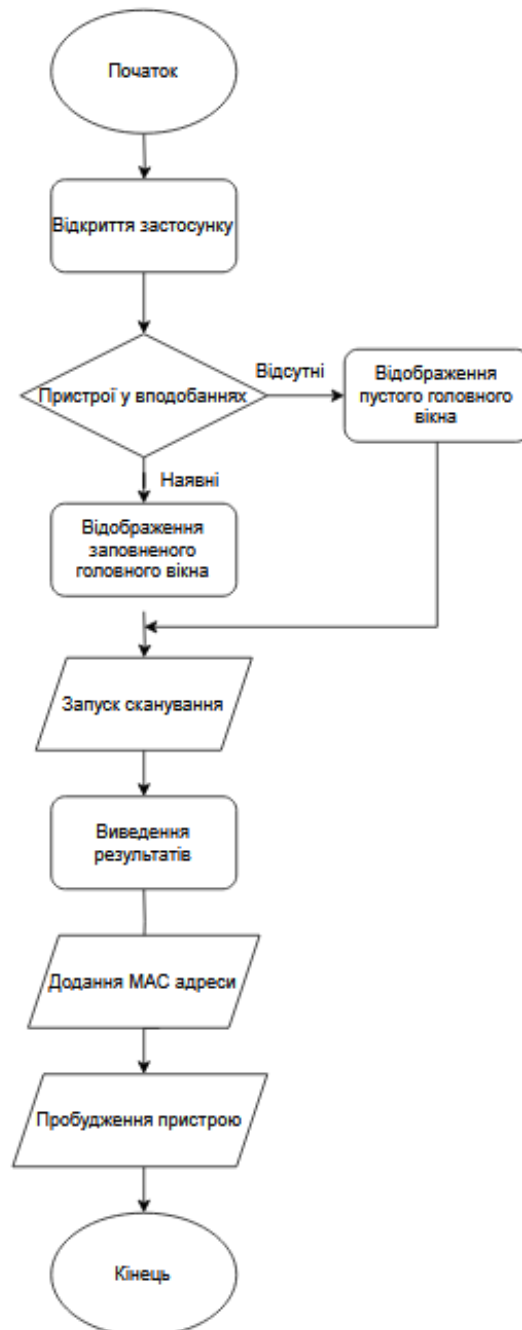 Початок
Відкриття застосунку
Пристрої у вподобаннях
Відсутні
Відображення
пустого головного
вікна
Наявні
Відображення
заповненого
головного вікна
Запуск сканування
Виведення
результатів
Додання МАС адреси
Пробудження пристрою
Кінець